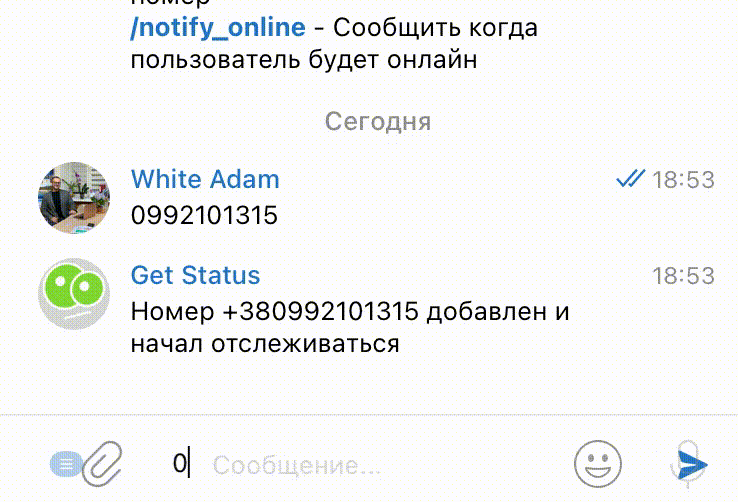 номер
/notify_online - Сообщить когда
пользователь будет онлайн
Сегодня
White Adam 18:53
0992101315
Get Status 18:53
Номер +380992101315 добавлен и
начал отслеживаться
0 Сообщение...